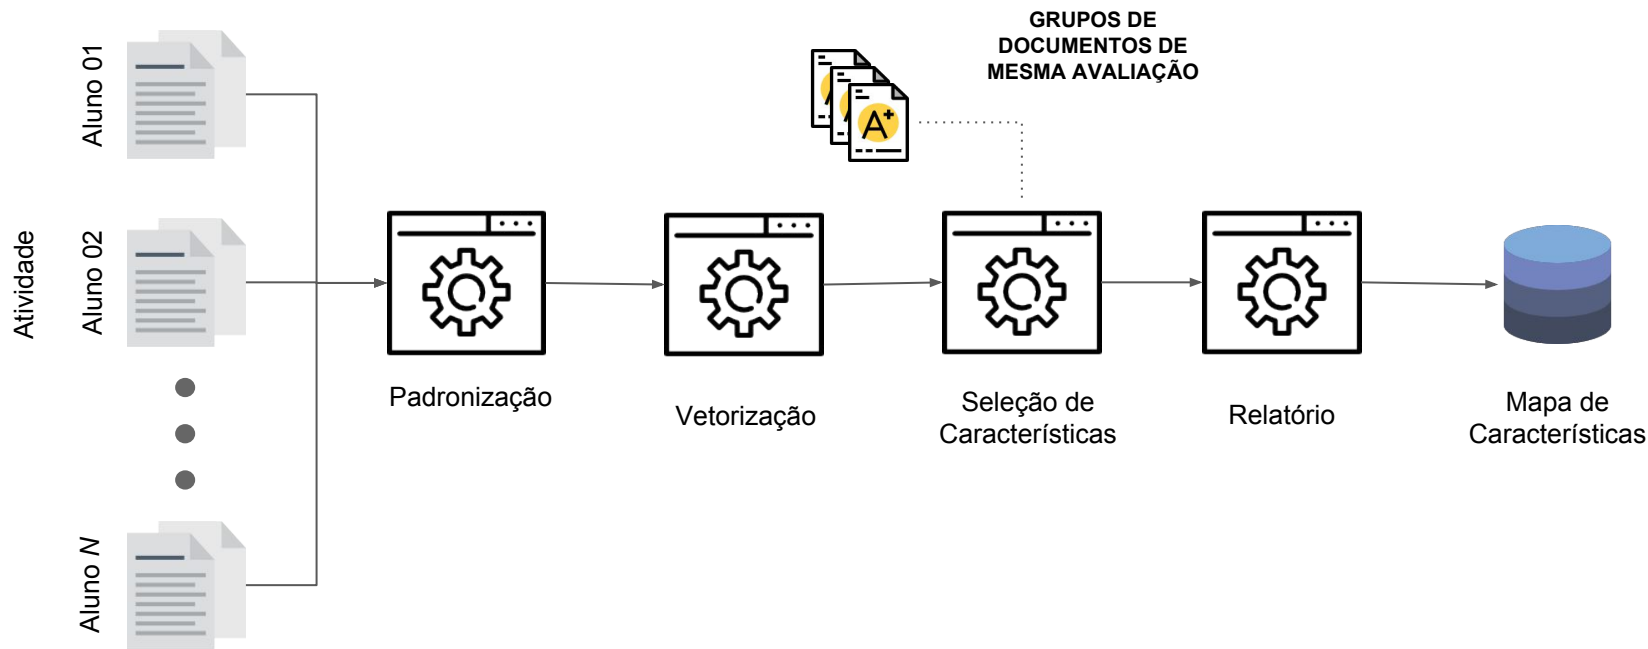 Atividade
Aluno 01
Aluno 02
Aluno N
GRUPOS DE
DOCUMENTOS DE
MESMA AVALIAÇÃO
A
A
A+
Padronização
Vetorização
Seleção de
Características
Relatório
Mapa de
Características